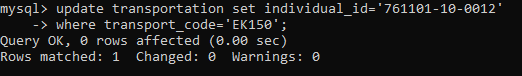 mysql> update transportation set individual_id='761101-10-0012'
    -> where transport_code='EK150';
Query OK, 0 rows affected (0.00 sec)
Rows matched: 1  Changed: 0  Warnings: 0